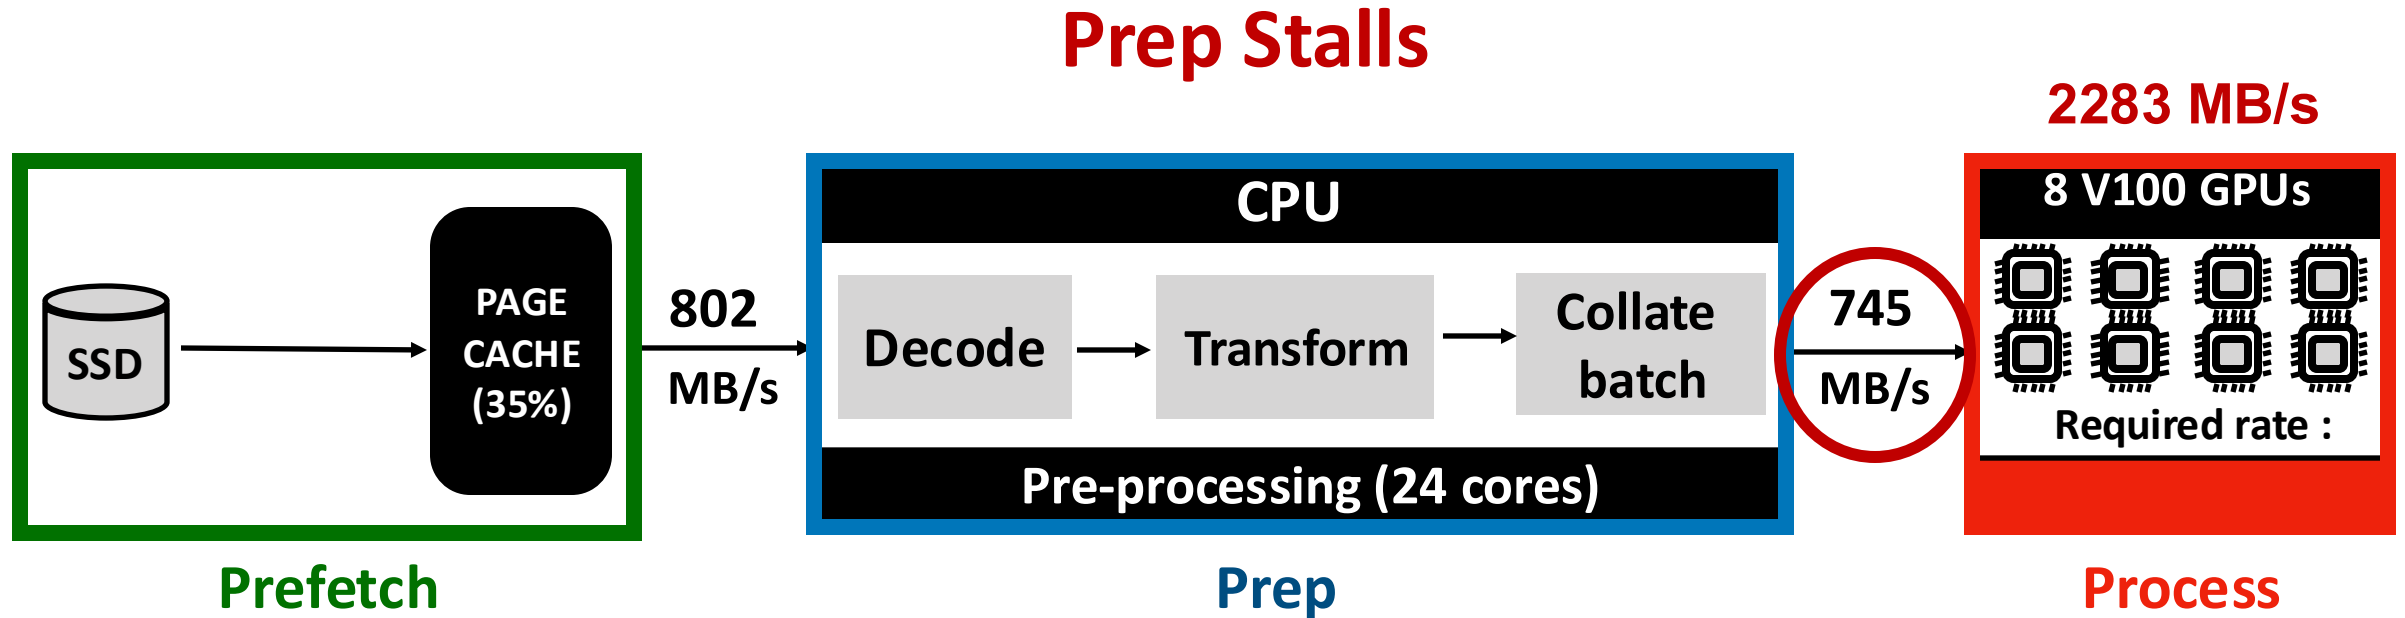 Prep Stalls
2283 MB/s
SSD
PAGE
CACHE
(35%)
802
MB/s
CPU
Decode
Transform
Collate
batch
Pre-processing (24 cores)
745
MB/s
8 V100 GPUs
Required rate :
Prefetch
Prep
Process